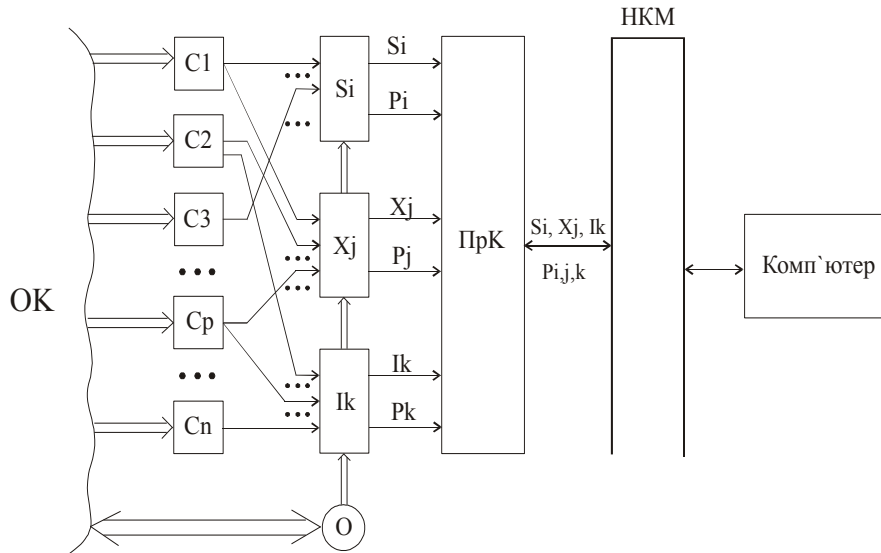 НКМ
C1
Si
Si
Pi
C2
C3
Xj
Xj
Pj
ПрК
Si, Xj, Ik
Pi,j,k
Комп`ютер
ОК
Cp
Ik
Ik
Pk
Cn
О